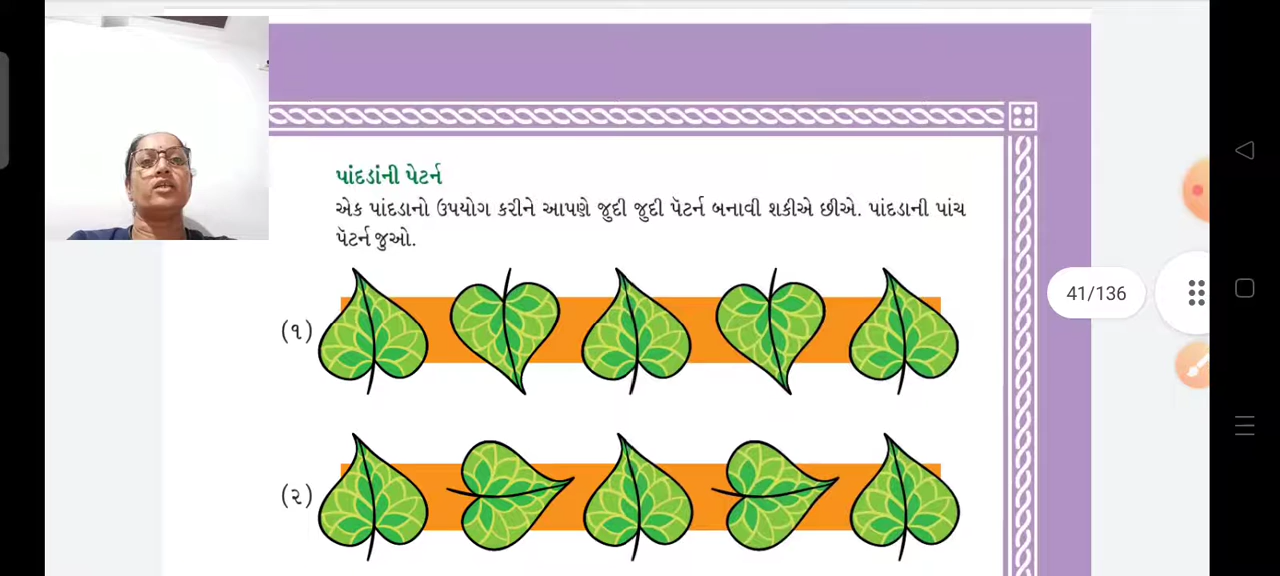 પાંદડાંની પેટર્ન
એક પાંદડાનો ઉપયોગ કરીને આપણે જુદી જુદી પૅટર્ન બનાવી શકીએ છીએ. પાંદડાની પાંચ
પૅટર્ન જુઓ.
(૧)
41/136
(૨)